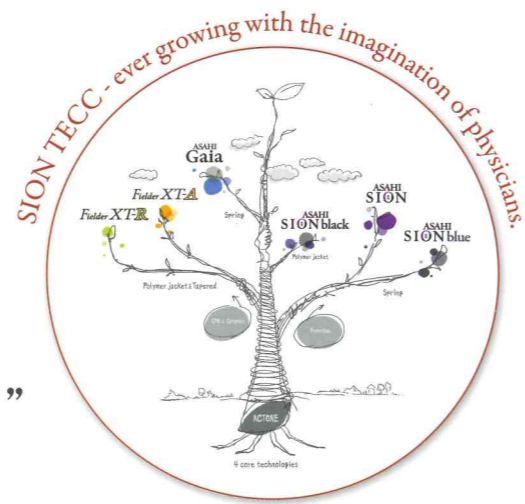 SION TECC - ever growing with the imagination of physicians.
ASAHI
Gaia
Fielder XT-A
Fielder XT-R
Spring
ASAHI
SION black
ASAHI
SION
ASAHI
SION blue
Polymer jacket
Polymer jacket & Tapered
Spring
ACTONE
4 core technologies
”